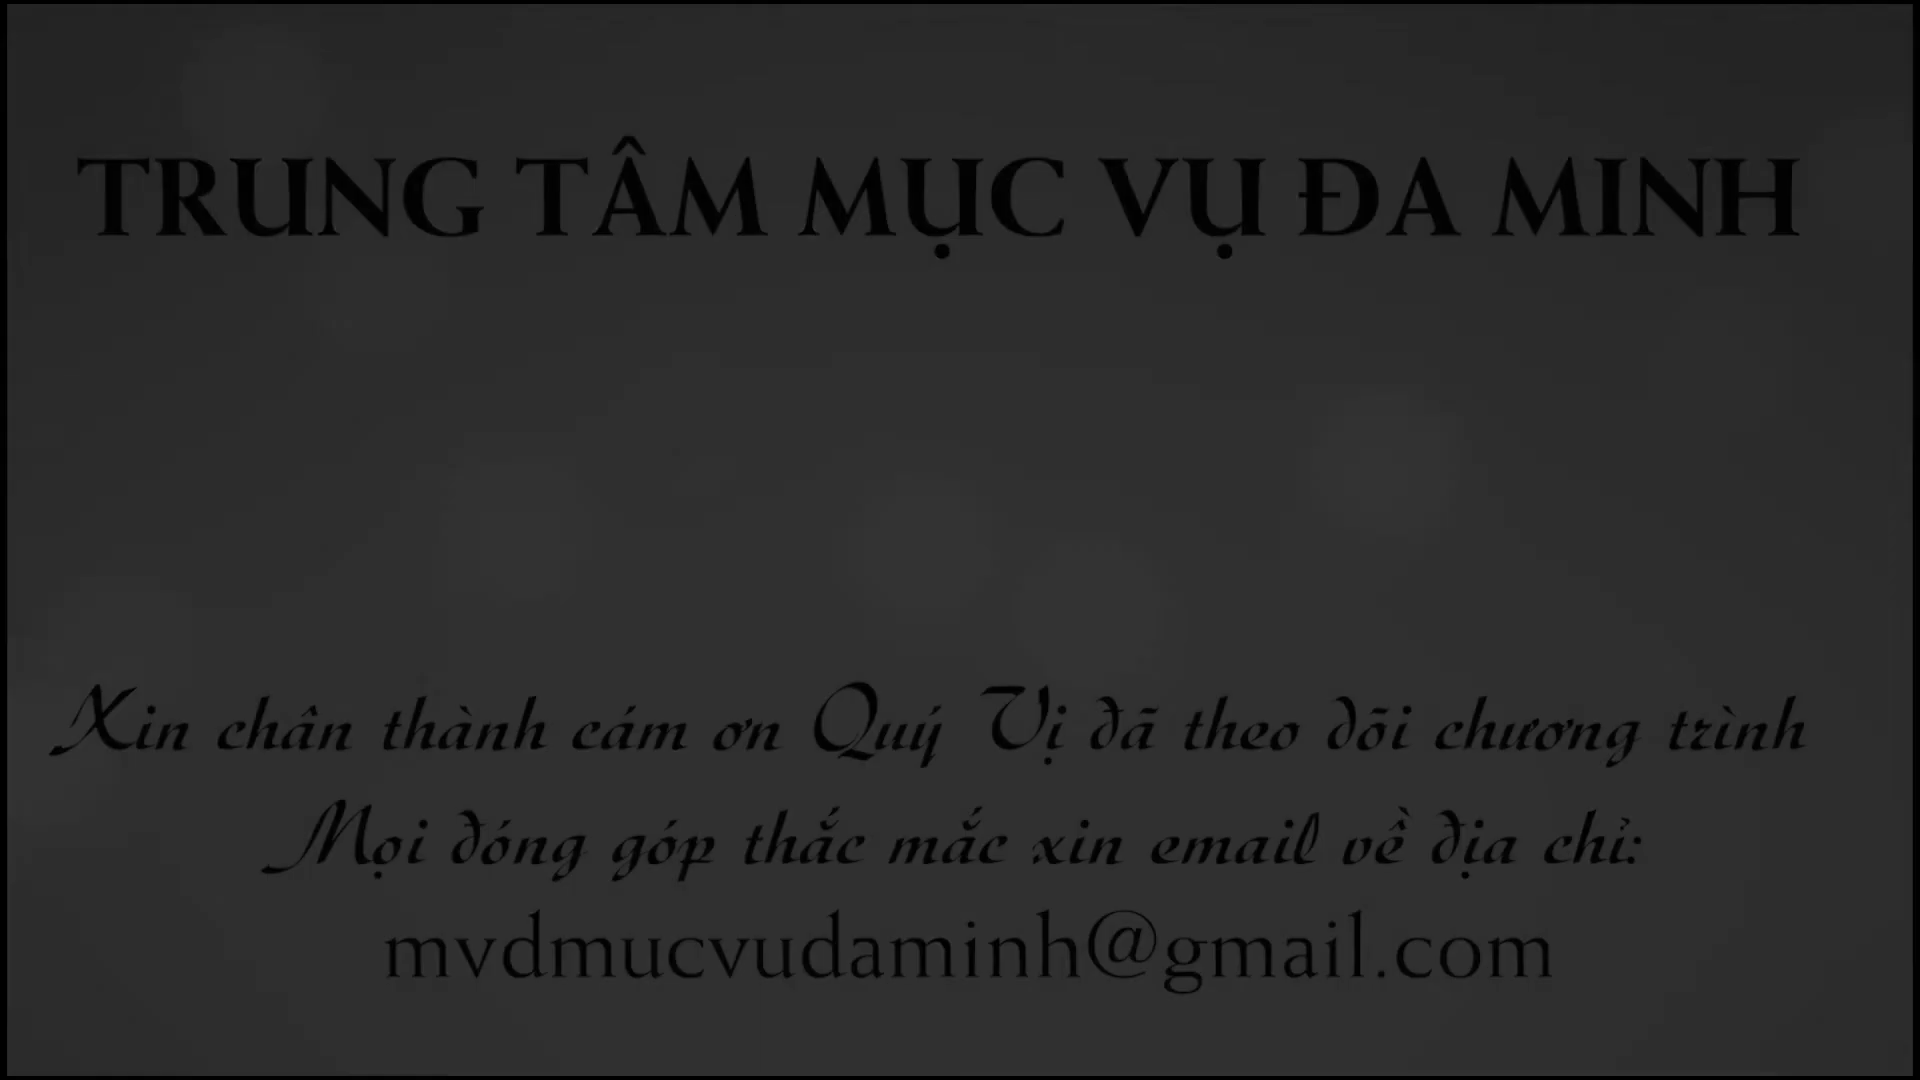 TRUNG TÂM MỤC VỤ ĐA MINH
Xin chân thành cám ơn Quý Vị đã theo dõi chương trình
Mọi đóng góp thắc mắc xin email về địa chỉ:
mvdmucvudaminh@gmail.com